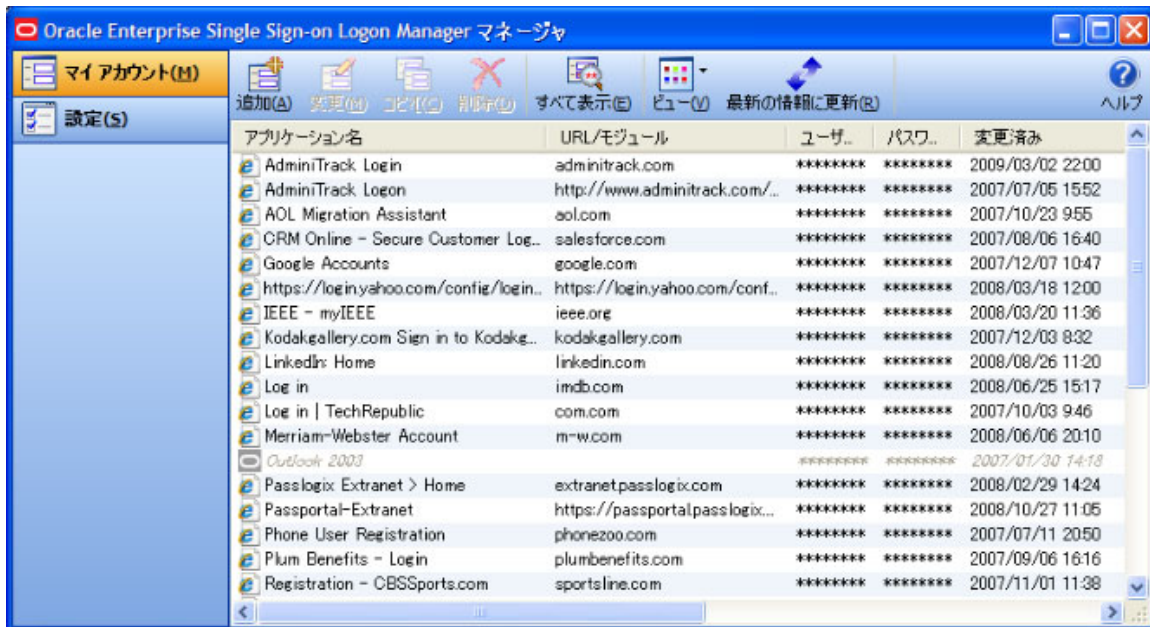 Oracle Enterprise Single Sign-on Logon Manager マネージャ
マイ アカウント(M)
設定(S)
追加(A) 変更(M) コピー(C) 削除(D) すべて表示(E) ビュー(V) 最新の情報に更新(R) ヘルプ
アプリケーション名 URL/モジュール ユーザ... パスワ... 変更済み
AdminiTrack Login adminitrack.com ******** ******** 2009/03/02 22:00
AdminiTrack Logon http://www.adminitrack.com/... ******** ******** 2007/07/05 15:52
AOL Migration Assistant aol.com ******** ******** 2007/10/23 9:55
CRM Online - Secure Customer Log... salesforce.com ******** ******** 2007/08/06 16:40
Google Accounts google.com ******** ******** 2007/12/07 10:47
https://login.yahoo.com/config/login... https://login.yahoo.com/conf... ******** ******** 2008/03/18 12:00
IEEE - myIEEE ieee.org ******** ******** 2008/03/20 11:36
Kodakgallery.com Sign in to Kodakg... kodakgallery.com ******** ******** 2007/12/03 8:32
LinkedIn: Home linkedin.com ******** ******** 2008/08/26 11:20
Log in imdb.com ******** ******** 2008/06/25 15:17
Log in | TechRepublic com.com ******** ******** 2007/10/03 9:46
Merriam-Webster Account m-w.com ******** ******** 2008/06/06 20:10
Outlook 2003 ******** ******** 2007/01/30 14:18
Passlogix Extranet > Home extranet.passlogix.com ******** ******** 2008/02/29 14:24
Passportal-Extranet https://passportal.passlogix... ******** ******** 2008/10/27 11:05
Phone User Registration phonezoo.com ******** ******** 2007/07/11 20:50
Plum Benefits - Login plumbenefits.com ******** ******** 2007/09/06 16:16
Registration - CBSSports.com sportsline.com ******** ******** 2007/11/01 11:38